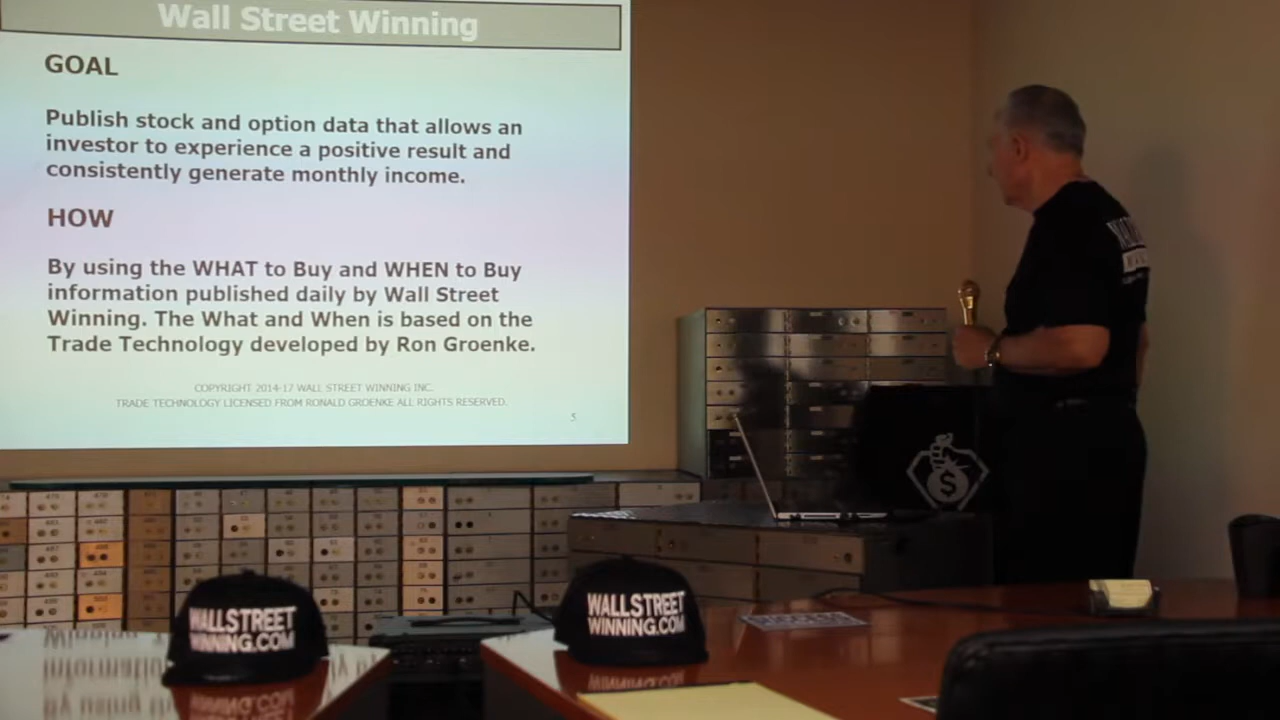 Wall Street Winning
GOAL
Publish stock and option data that allows an
investor to experience a positive result and
consistently generate monthly income.
HOW
By using the WHAT to Buy and WHEN to Buy
information published daily by Wall Street
Winning. The What and When is based on the
Trade Technology developed by Ron Groenke.
COPYRIGHT 2014-17 WALL STREET WINNING INC.
TRADE TECHNOLOGY LICENSED FROM RONALD GROENKE ALL RIGHTS RESERVED.
5
$
WALLSTREET
WINNING.COM
WALLSTREET
WINNING.COM